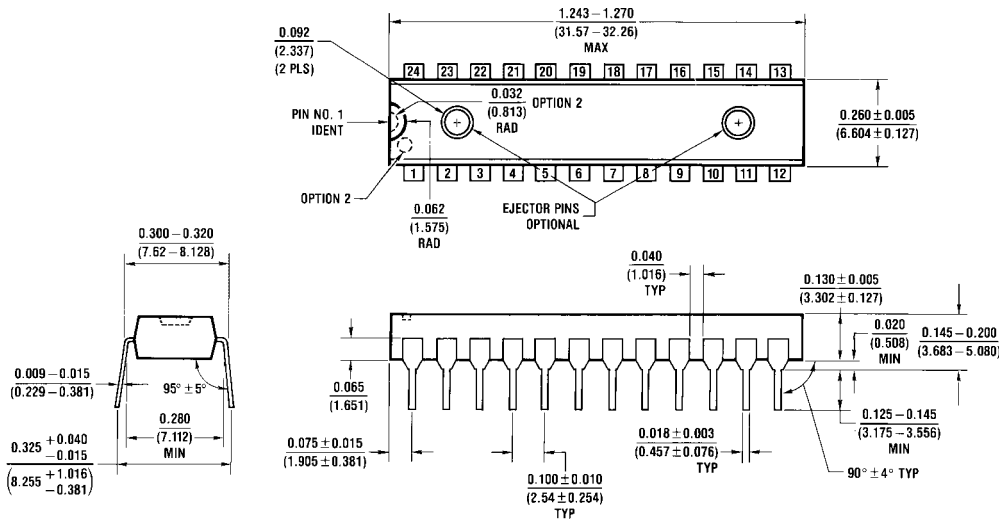 1.243 – 1.270
(31.57 – 32.26)
MAX
0.092
(2.337)
(2 PLS)
24 23 22 21 20 19 18 17 16 15 14 13
0.032
(0.813)
RAD
OPTION 2
PIN NO. 1
IDENT
0.260 ± 0.005
(6.604 ± 0.127)
1 2 3 4 5 6 7 8 9 10 11 12
OPTION 2
0.062
(1.575)
RAD
EJECTOR PINS
OPTIONAL
0.300 – 0.320
(7.62 – 8.128)
0.009 – 0.015
(0.229 – 0.381)
95° ± 5°
0.280
(7.112)
MIN
0.325 +0.040
–0.015
(8.255 +1.016
–0.381)
0.040
(1.016)
TYP
0.130 ± 0.005
(3.302 ± 0.127)
0.020
(0.508)
MIN
0.145 – 0.200
(3.683 – 5.080)
0.065
(1.651)
0.125 – 0.145
(3.175 – 3.556)
MIN
0.075 ± 0.015
(1.905 ± 0.381)
0.018 ± 0.003
(0.457 ± 0.076)
TYP
90° ± 4° TYP
0.100 ± 0.010
(2.54 ± 0.254)
TYP